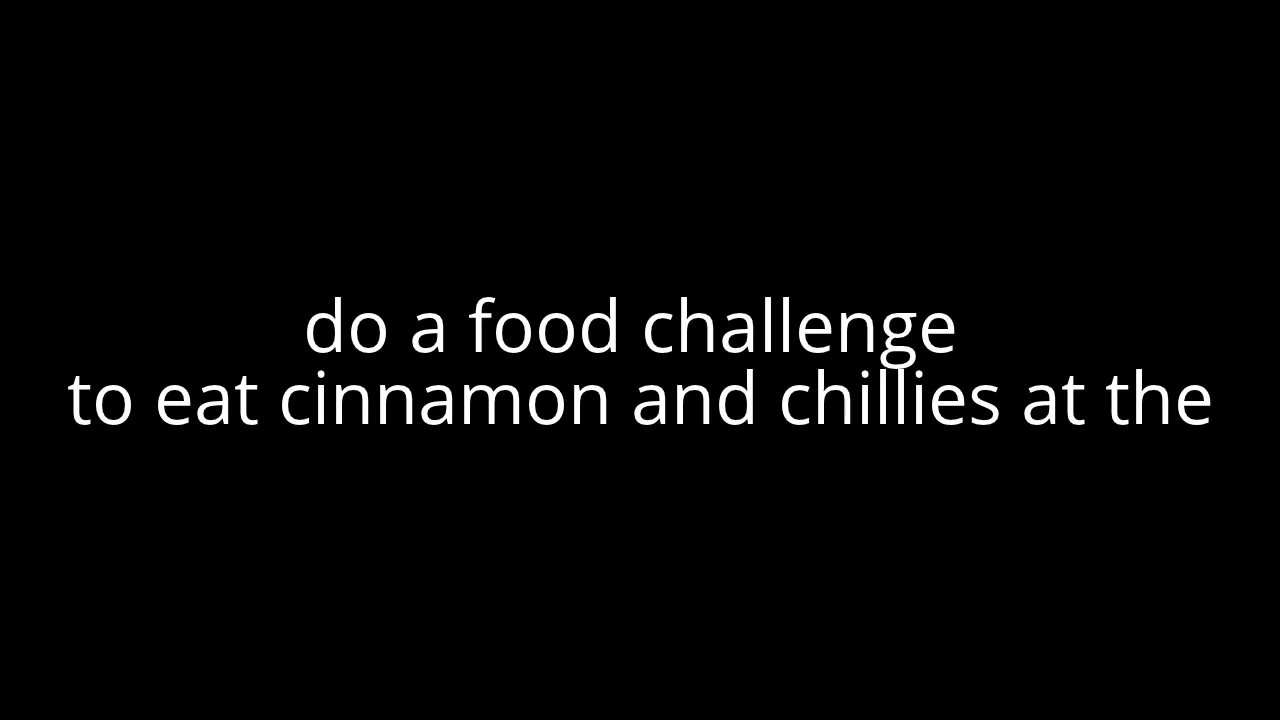 do a food challenge
to eat cinnamon and chillies at the